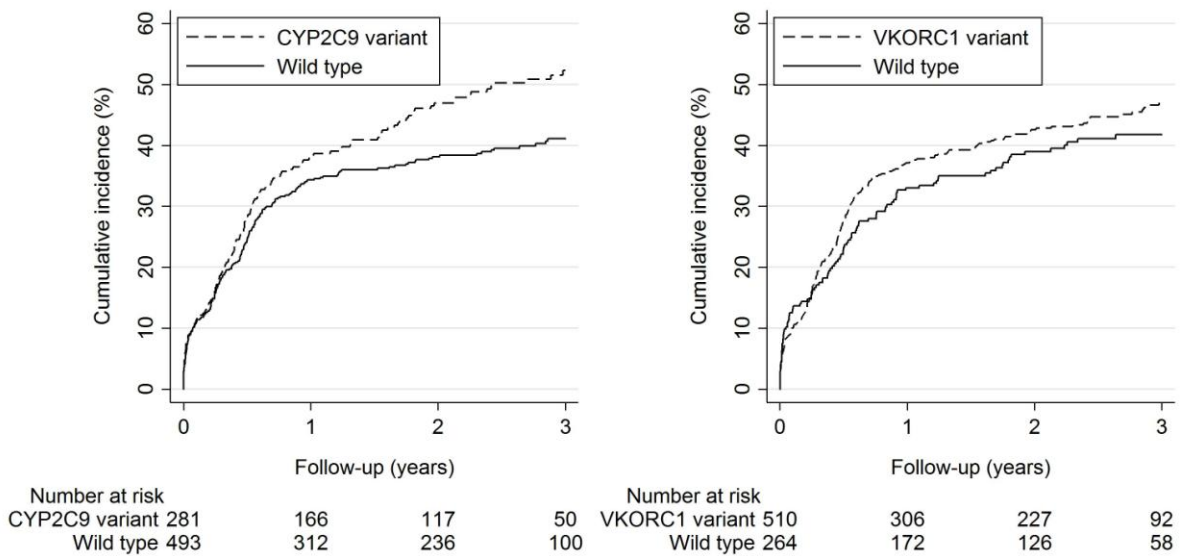 CYP2C9 variant
Wild type
Cumulative incidence (%)
60
50
40
30
20
10
0
0 1 2 3
Follow-up (years)
Number at risk
CYP2C9 variant 281 166 117 50
Wild type 493 312 236 100
VKORC1 variant
Wild type
Cumulative incidence (%)
60
50
40
30
20
10
0
0 1 2 3
Follow-up (years)
Number at risk
VKORC1 variant 510 306 227 92
Wild type 264 172 126 58